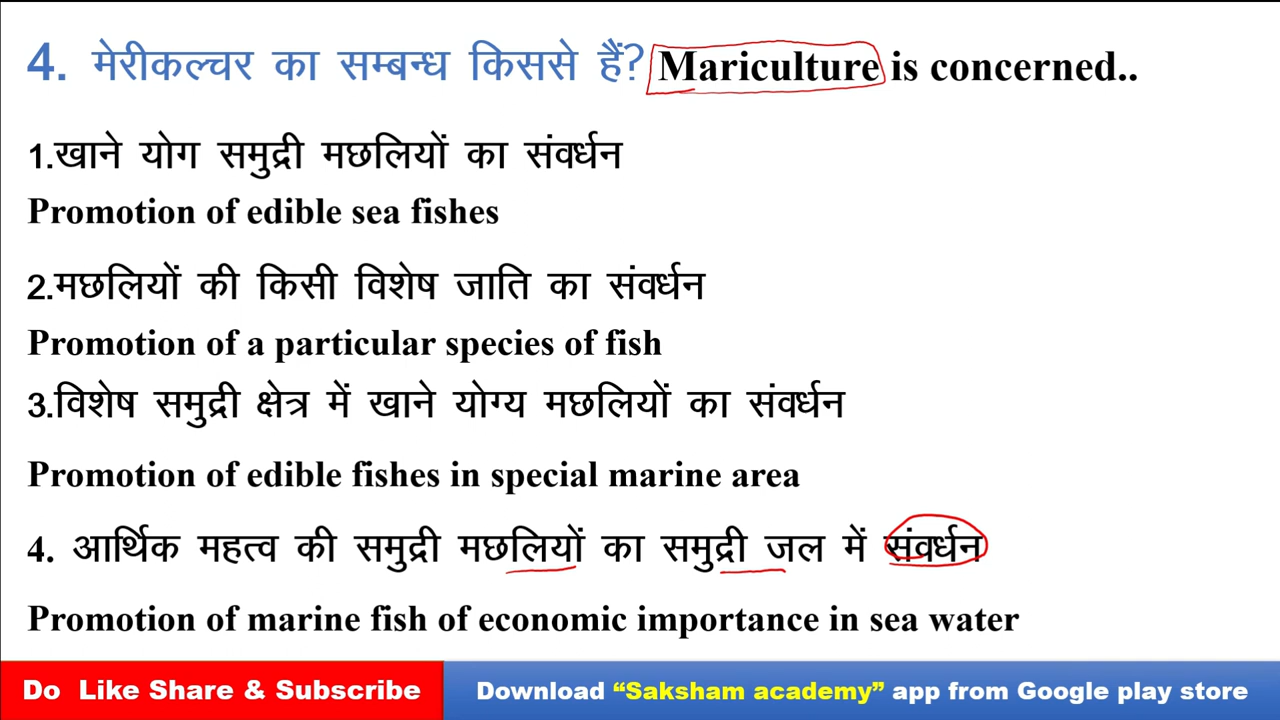 4. मेरीकल्चर का सम्बन्ध किससे हैं? Mariculture is concerned..
1.खाने योग समुद्री मछलियों का संवर्धन
Promotion of edible sea fishes
2.मछलियों की किसी विशेष जाति का संवर्धन
Promotion of a particular species of fish
3.विशेष समुद्री क्षेत्र में खाने योग्य मछलियों का संवर्धन
Promotion of edible fishes in special marine area
4. आर्थिक महत्व की समुद्री मछलियों का समुद्री जल में संवर्धन
Promotion of marine fish of economic importance in sea water
Do Like Share & Subscribe Download “Saksham academy” app from Google play store